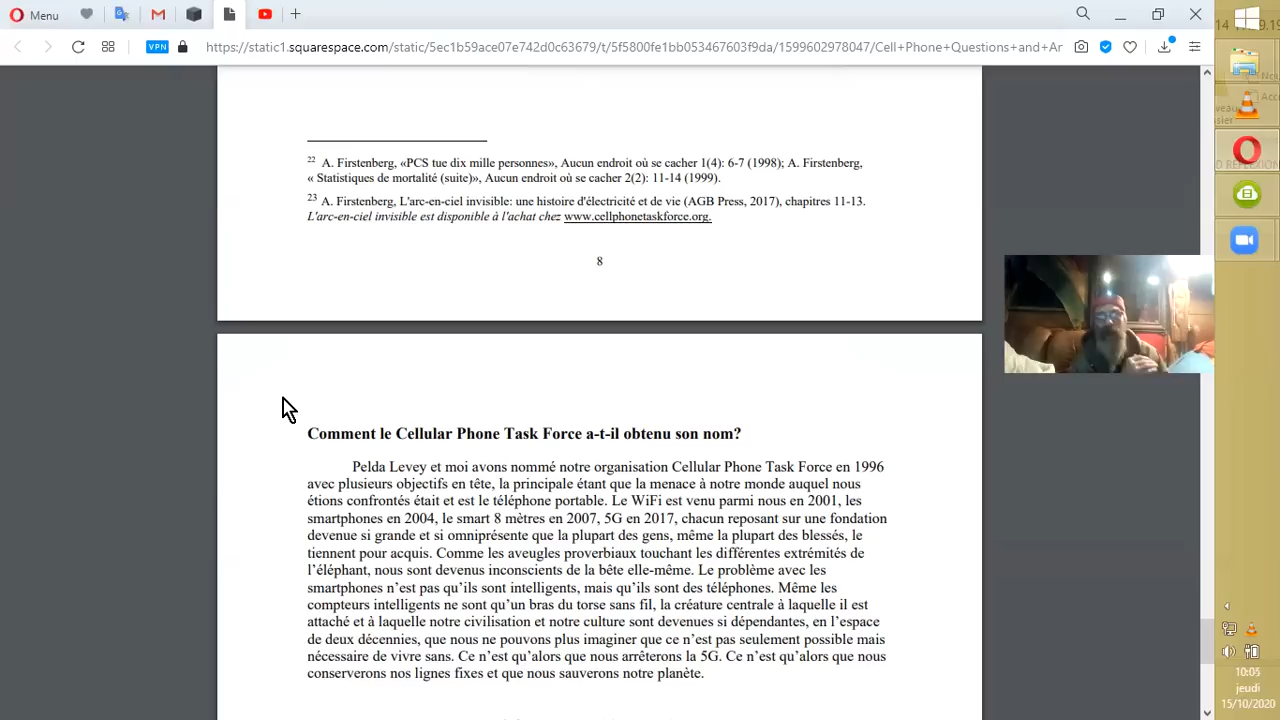 Menu
VPN
https://static1.squarespace.com/static/5ec1b59aceb7e742d0c63679/t/5f5800fe1bb053467603f9da/1599602970047/Cell+Phone+Questions+and+Ar
22 A. Firstenberg, «PCS tue dix mille personnes», Aucun endroit où se cacher 1(4): 6-7 (1998); A. Firstenberg,
« Statistiques de mortalité (suite)», Aucun endroit où se cacher 2(2): 11-14 (1999).
23 A. Firstenberg, L'arc-en-ciel invisible: une histoire d'électricité et de vie (AGB Press, 2017), chapitres 11-13.
L'arc-en-ciel invisible est disponible à l'achat chez www.cellphonetaskforce.org.
8
Comment le Cellular Phone Task Force a-t-il obtenu son nom?
Pelda Levey et moi avons nommé notre organisation Cellular Phone Task Force en 1996
avec plusieurs objectifs en tête, la principale étant que la menace à notre monde auquel nous
étions confrontés était et est le téléphone portable. Le WiFi est venu parmi nous en 2001, les
smartphones en 2004, le smart 8 mètres en 2007, 5G en 2017, chacun reposant sur une fondation
devenue si grande et si omniprésente que la plupart des gens, même la plupart des blessés, le
tiennent pour acquis. Comme les aveugles proverbiaux touchant les différentes extrémités de
l'éléphant, nous sont devenus inconscients de la bête elle-même. Le problème avec les
smartphones n'est pas qu'ils sont intelligents, mais qu'ils sont des téléphones. Même les
compteurs intelligents ne sont qu'un bras du torse sans fil, la créature centrale à laquelle il est
attaché et à laquelle notre civilisation et notre culture sont devenues si dépendantes, en l'espace
de deux décennies, que nous ne pouvons plus imaginer que ce n'est pas seulement possible mais
nécessaire de vivre sans. Ce n'est qu'alors que nous arrêterons la 5G. Ce n'est qu'alors que nous
conserverons nos lignes fixes et que nous sauverons notre planète.
10:05
jeudi
15/10/2020